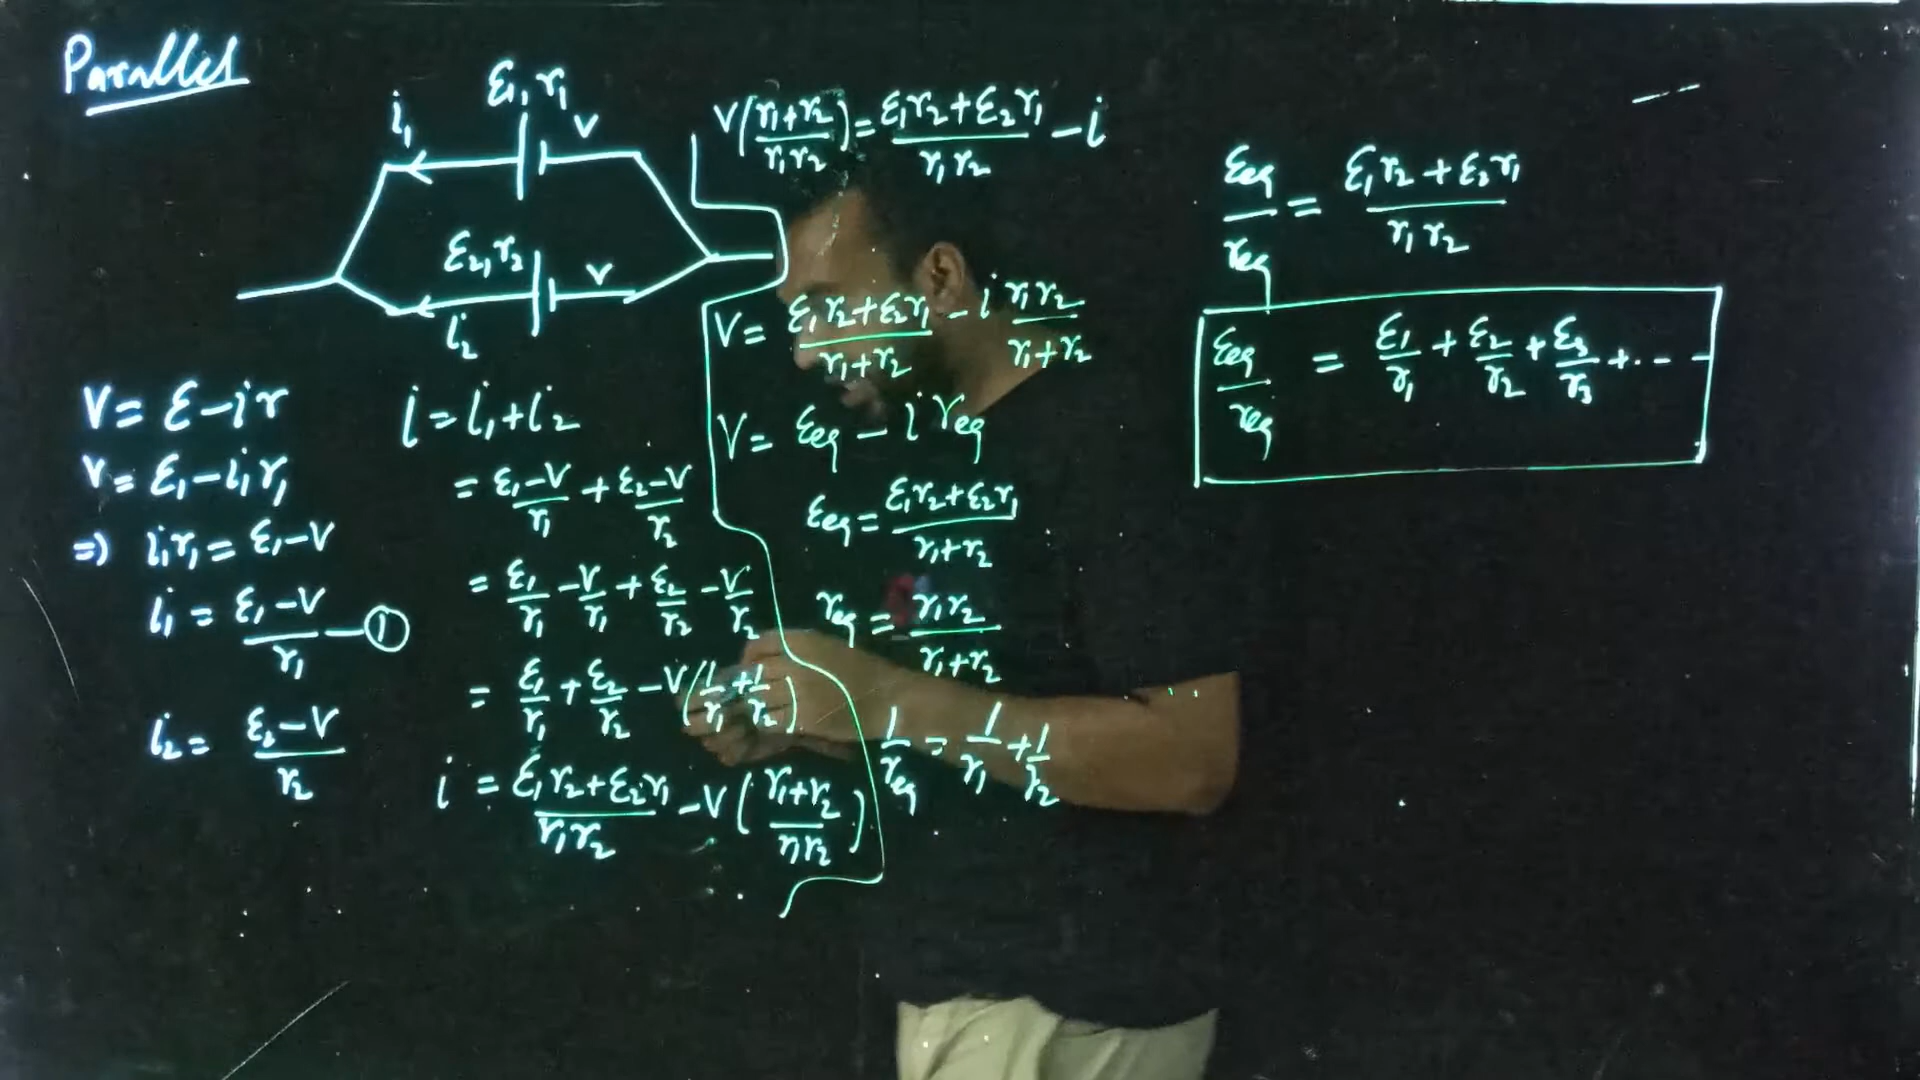 Parallel
ε₁, r₁
i₁
V
ε₂, r₂
V
i₂
V = ε - ir
V = ε₁ - i₁r₁
⇒ i₁r₁ = ε₁ - V
i₁ = (ε₁ - V)/r₁ — ①
i₂ = (ε₂ - V)/r₂
i = i₁ + i₂
= (ε₁ - V)/r₁ + (ε₂ - V)/r₂
= ε₁/r₁ - V/r₁ + ε₂/r₂ - V/r₂
= ε₁/r₁ + ε₂/r₂ - V(1/r₁ + 1/r₂)
i = (ε₁r₂ + ε₂r₁)/(r₁r₂) - V((r₁ + r₂)/(r₁r₂))
V((r₁ + r₂)/(r₁r₂)) = (ε₁r₂ + ε₂r₁)/(r₁r₂) - i
V = (ε₁r₂ + ε₂r₁)/(r₁ + r₂) - i (r₁r₂)/(r₁ + r₂)
V = εeq - i req
εeq = (ε₁r₂ + ε₂r₁)/(r₁ + r₂)
req = (r₁r₂)/(r₁ + r₂)
1/req = 1/r₁ + 1/r₂
εeq/req = (ε₁r₂ + ε₂r₁)/(r₁r₂)
εeq/req = ε₁/r₁ + ε₂/r₂ + ε₃/r₃ + ...